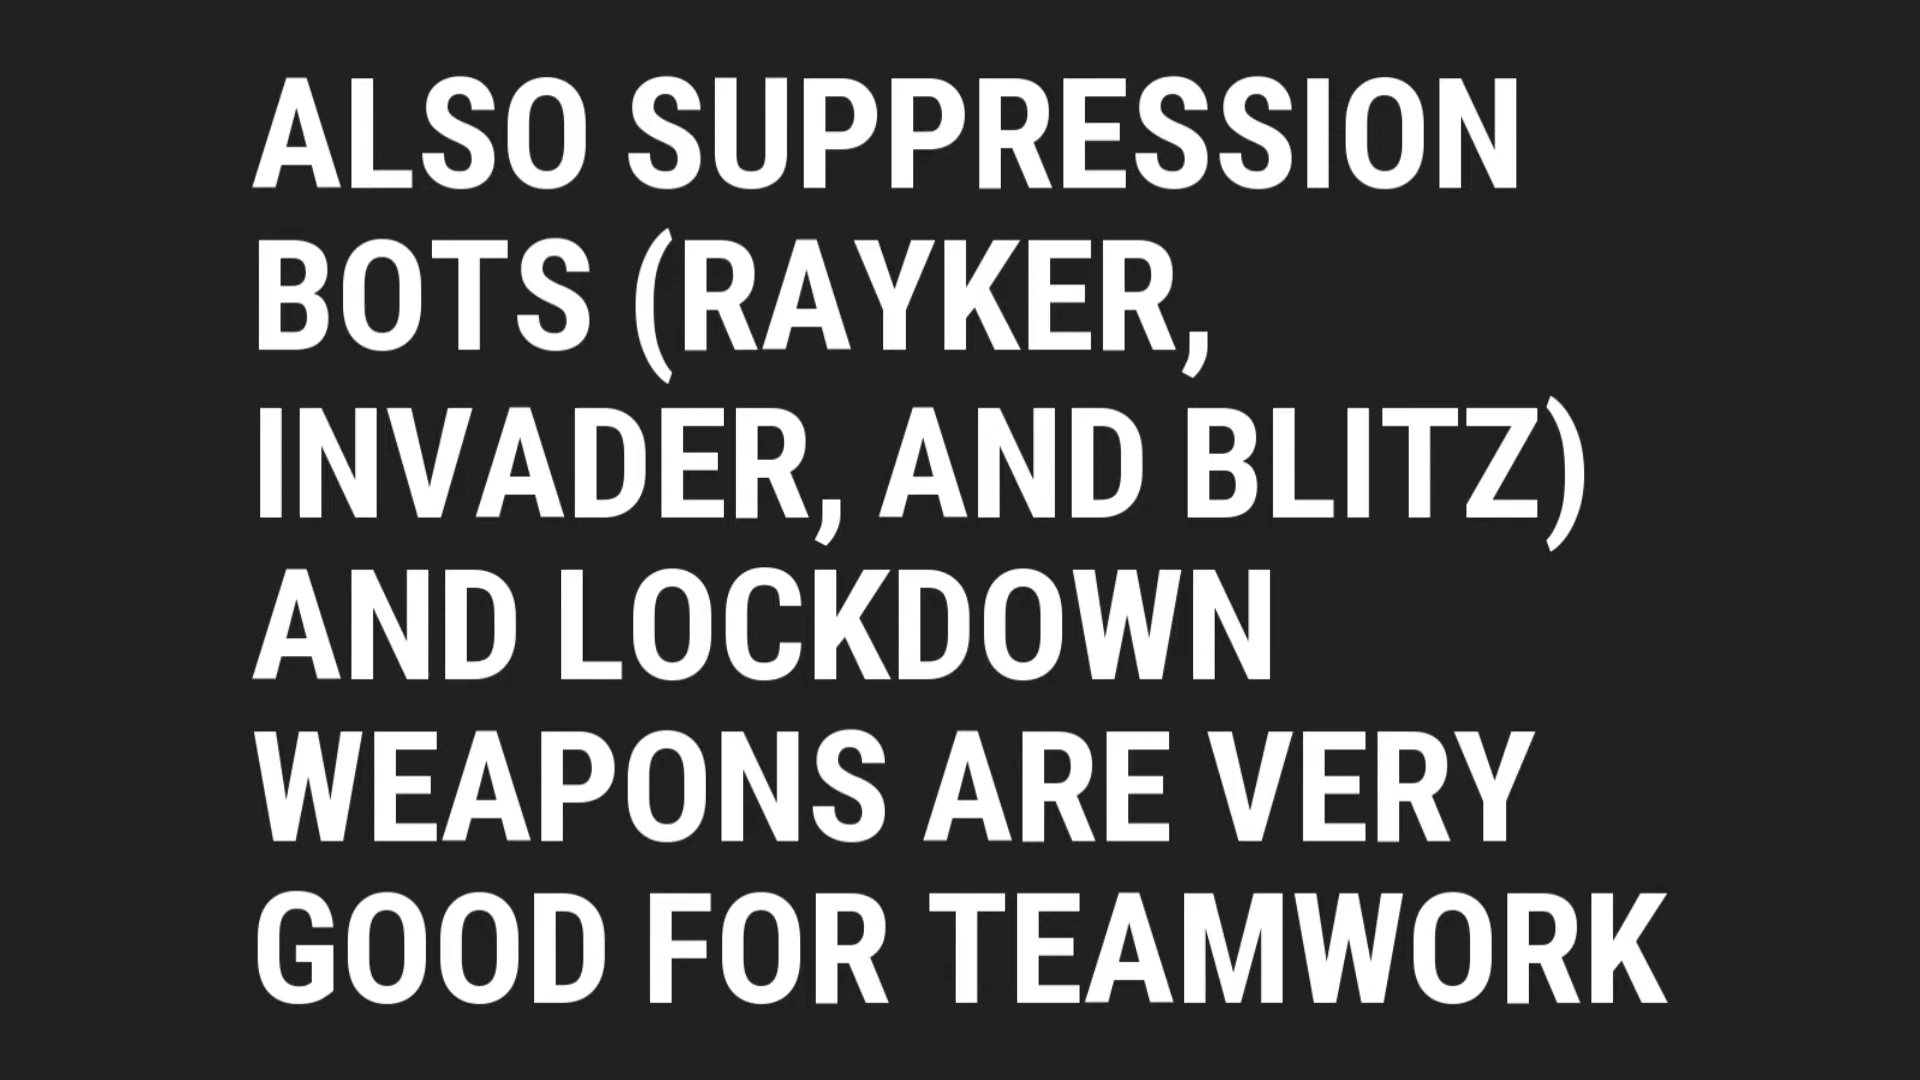 ALSO SUPPRESSION
BOTS (RAYKER,
INVADER, AND BLITZ)
AND LOCKDOWN
WEAPONS ARE VERY
GOOD FOR TEAMWORK